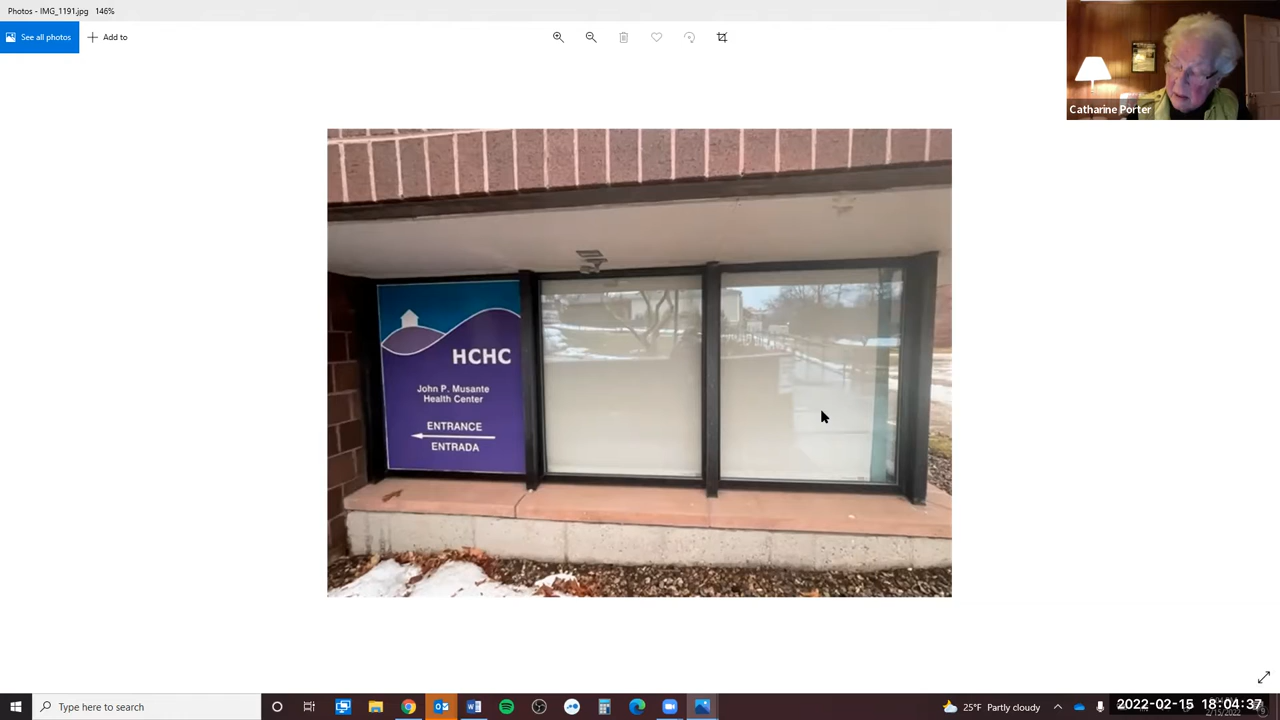 Photos - IMG_1191.jpg 146%
See all photos
Add to
Catharine Porter
HCHC
John P. Musante
Health Center
ENTRANCE
ENTRADA
Type here to search
25°F Partly cloudy
2022-02-15 18:04:37